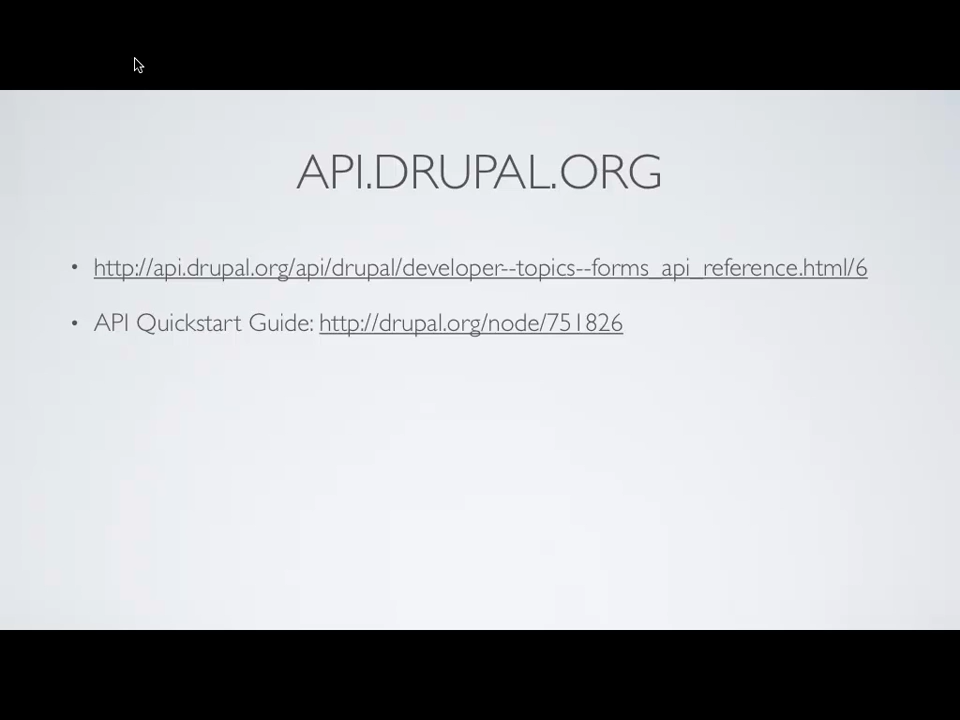 API.DRUPAL.ORG
• http://api.drupal.org/api/drupal/developer--topics--forms_api_reference.html/6
• API Quickstart Guide: http://drupal.org/node/751826